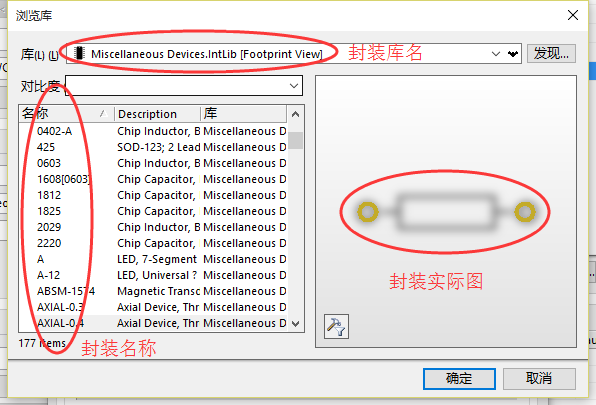 浏览库
库(L) (L) Miscellaneous Devices.IntLib [Footprint View] 封装库名 发现...
对比度
名称 Description 库
0402-A Chip Inductor, B Miscellaneous D
425 SOD-123; 2 Lead Miscellaneous D
0603 Chip Inductor, B Miscellaneous D
1608[0603] Chip Capacitor, Miscellaneous D
1812 Chip Capacitor, Miscellaneous D
1825 Chip Capacitor, Miscellaneous D
2029 Chip Inductor, B Miscellaneous D
2220 Chip Capacitor, Miscellaneous D
A LED, 7-Segment Miscellaneous D
A-12 LED, Universal ? Miscellaneous D
ABSM-1574 Magnetic Transc Miscellaneous D
AXIAL-0.3 Axial Device, Thr Miscellaneous D
AXIAL-0.4 Axial Device, Thr Miscellaneous D
封装实际图
177 items 封装名称
确定 取消